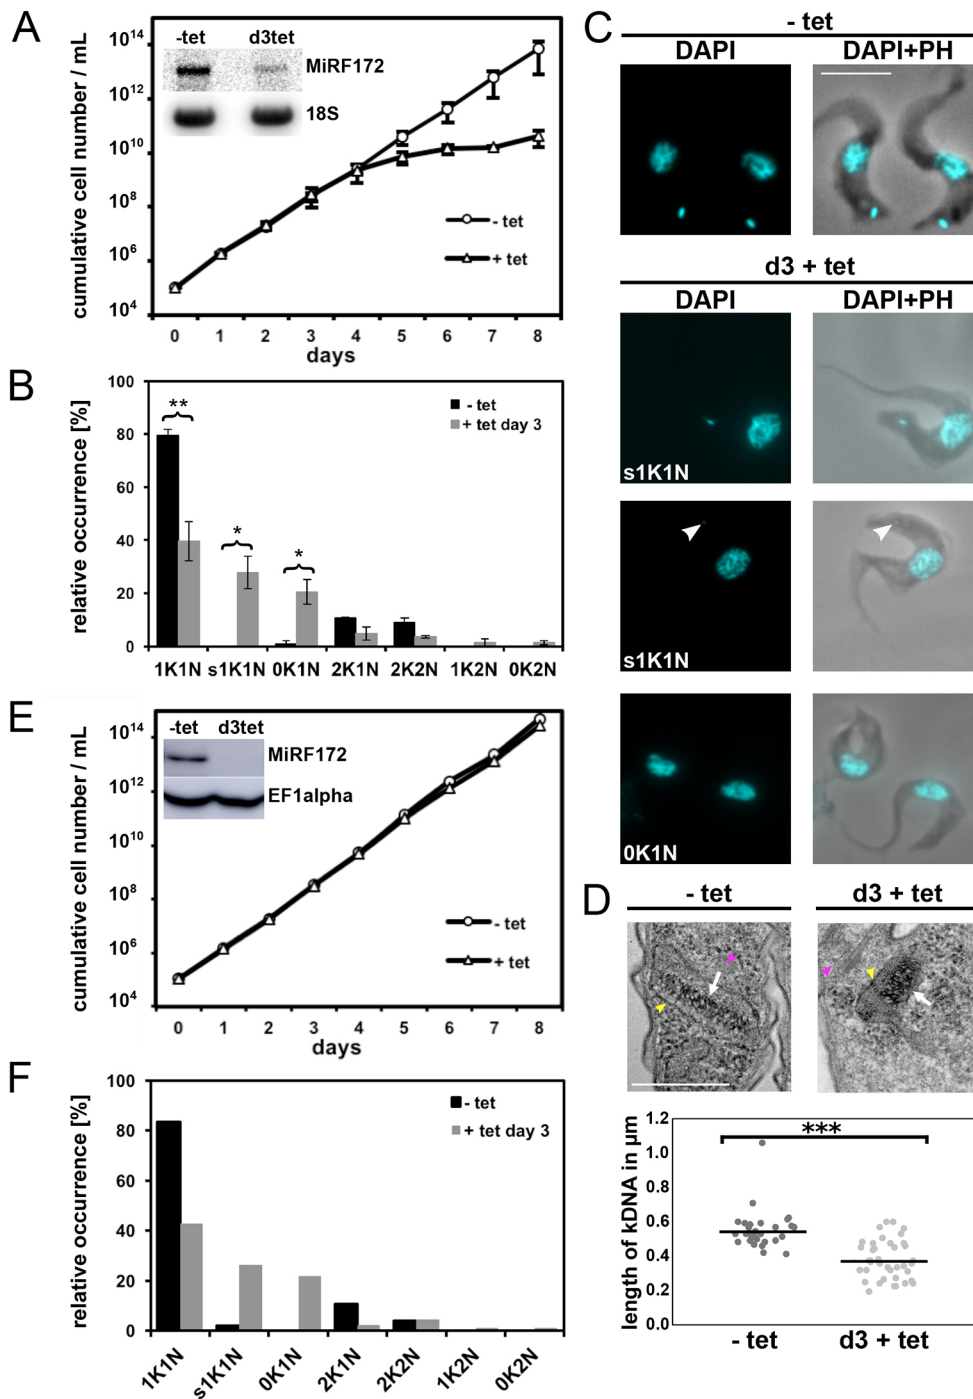 A
-tet d3tet
MiRF172
18S
cumulative cell number / mL
10^14
10^12
10^10
10^8
10^6
10^4
- tet
+ tet
0 1 2 3 4 5 6 7 8
days
B
relative occurrence [%]
100
80
60
40
20
0
- tet
+ tet day 3
** * *
1K1N s1K1N 0K1N 2K1N 2K2N 1K2N 0K2N
C
- tet
DAPI DAPI+PH
d3 + tet
DAPI DAPI+PH
s1K1N
s1K1N
0K1N
D
- tet d3 + tet
length of kDNA in µm
1.2
1.0
0.8
0.6
0.4
0.2
0.0
***
- tet d3 + tet
E
-tet d3tet
MiRF172
EF1alpha
cumulative cell number / mL
10^14
10^12
10^10
10^8
10^6
10^4
- tet
+ tet
0 1 2 3 4 5 6 7 8
days
F
relative occurrence [%]
100
80
60
40
20
0
- tet
+ tet day 3
1K1N s1K1N 0K1N 2K1N 2K2N 1K2N 0K2N